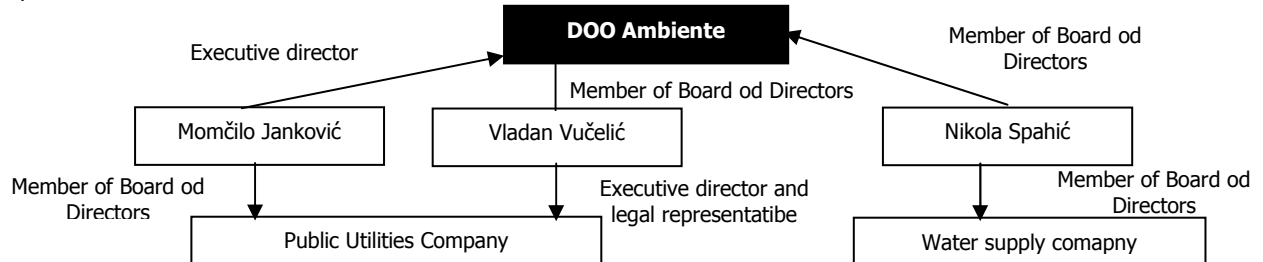 DOO Ambiente
Executive director
Member of Board od
Directors
Member of Board od Directors
Momčilo Janković
Vladan Vučelić
Nikola Spahić
Member of Board od
Directors
Executive director and
legal representatibe
Member of Board od
Directors
Public Utilities Company
Water supply comapny